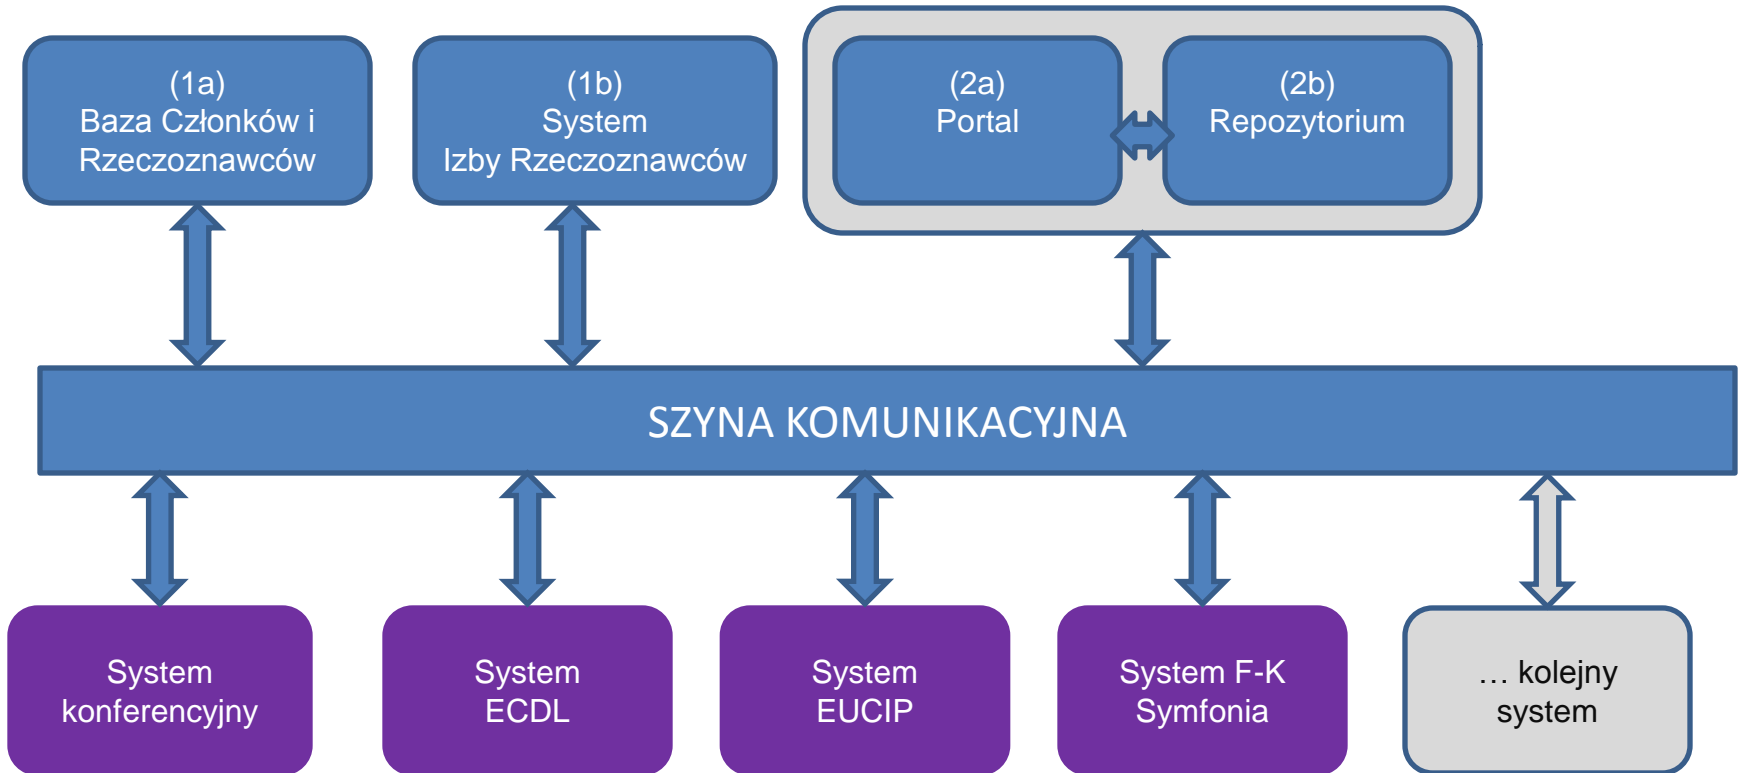 (1a)
Baza Członków i
Rzeczoznawców
(1b)
System
Izby Rzeczoznawców
(2a)
Portal
(2b)
Repozytorium
SZYNA KOMUNIKACYJNA
System
konferencyjny
System
ECDL
System
EUCIP
System F-K
Symfonia
… kolejny
system